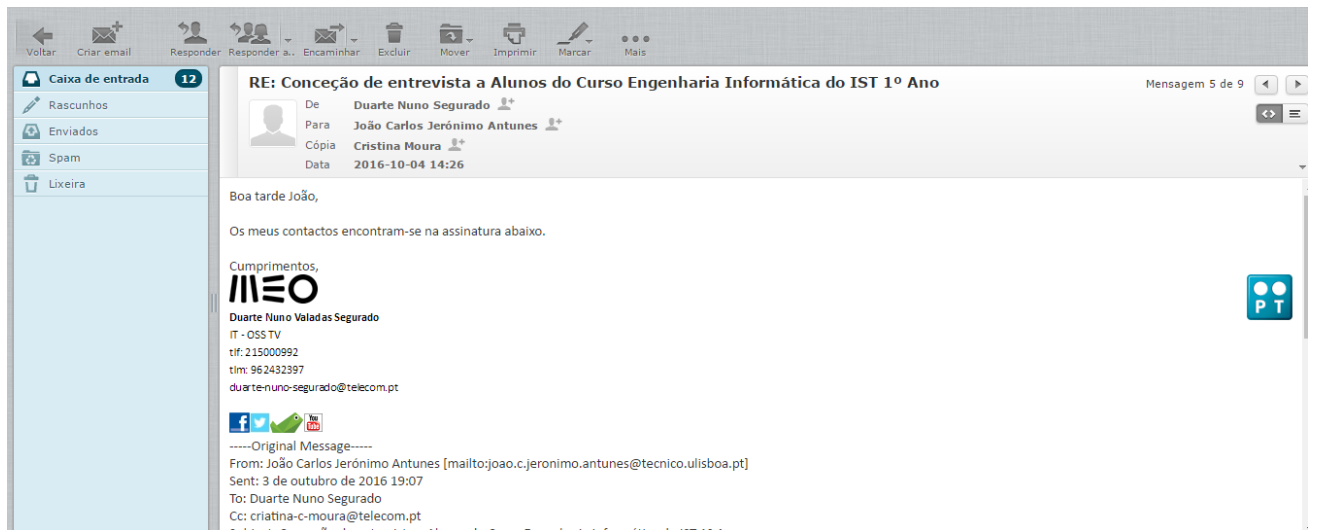 Voltar Criar email Responder Responder a.. Encaminhar Excluir Mover Imprimir Marcar Mais
Caixa de entrada 12
Rascunhos
Enviados
Spam
Lixeira
RE: Conceção de entrevista a Alunos do Curso Engenharia Informática do IST 1º Ano
Mensagem 5 de 9
De Duarte Nuno Segurado
Para João Carlos Jerónimo Antunes
Cópia Cristina Moura
Data 2016-10-04 14:26
Boa tarde João,
Os meus contactos encontram-se na assinatura abaixo.
Cumprimentos,
MEO
PT
Duarte Nuno Valadas Segurado
IT - OSS TV
tlf: 215000992
tlm: 962432397
duarte-nuno-segurado@telecom.pt
f You Tube
-----Original Message-----
From: João Carlos Jerónimo Antunes [mailto:joao.c.jeronimo.antunes@tecnico.ulisboa.pt]
Sent: 3 de outubro de 2016 19:07
To: Duarte Nuno Segurado
Cc: criatina-c-moura@telecom.pt